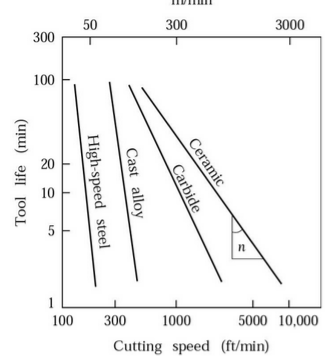 m/min
50 300 3000
300
100
20
10
5
1
Tool life (min)
High-speed steel
Cast alloy
Carbide
Ceramic
n
100 300 1000 5000 10,000
Cutting speed (ft/min)